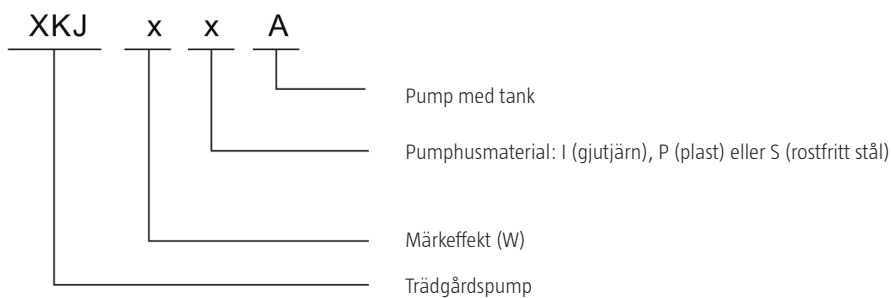 XKJ x x A
Pump med tank
Pumphusmaterial: I (gjutjärn), P (plast) eller S (rostfritt stål)
Märkeffekt (W)
Trädgårdspump